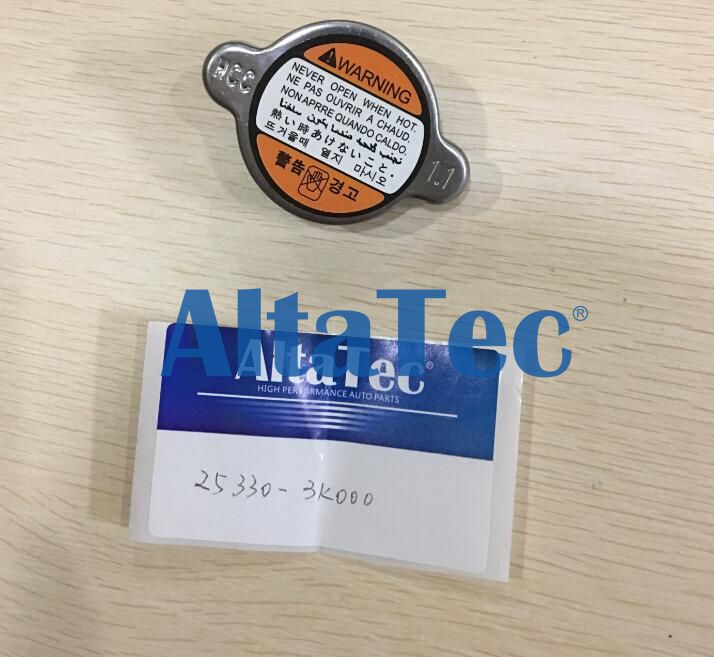 HCC
⚠WARNING
NEVER OPEN WHEN HOT.
NE PAS OUVRIR A CHAUD.
NON APRRE QUANDO CALDO.
熱い時あけないこと.
뜨거울때 열지 마시오
警告 경고
1.1
AltaTec®
AltaTec®
HIGH PERFORMANCE AUTO PARTS
25330-3K000